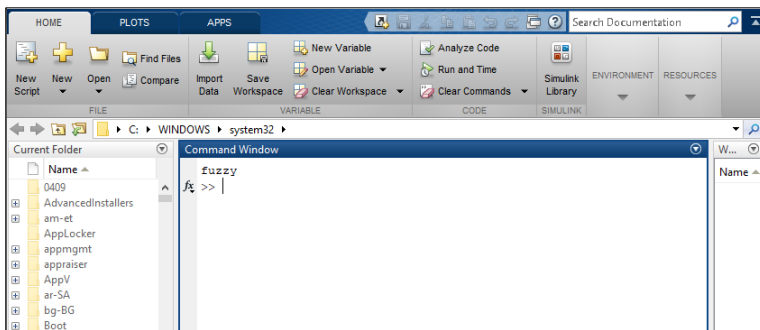 HOME PLOTS APPS Search Documentation
New Script
New
Open
Find Files
Compare
Import Data
Save Workspace
New Variable
Open Variable
Clear Workspace
Analyze Code
Run and Time
Clear Commands
Simulink Library
ENVIRONMENT RESOURCES
FILE VARIABLE CODE SIMULINK
C: WINDOWS system32
Current Folder
Name
0409
AdvancedInstallers
am-et
AppLocker
appmgmt
appraiser
AppV
ar-SA
bg-BG
Boot
Command Window
fuzzy
fx >>
W...
Name